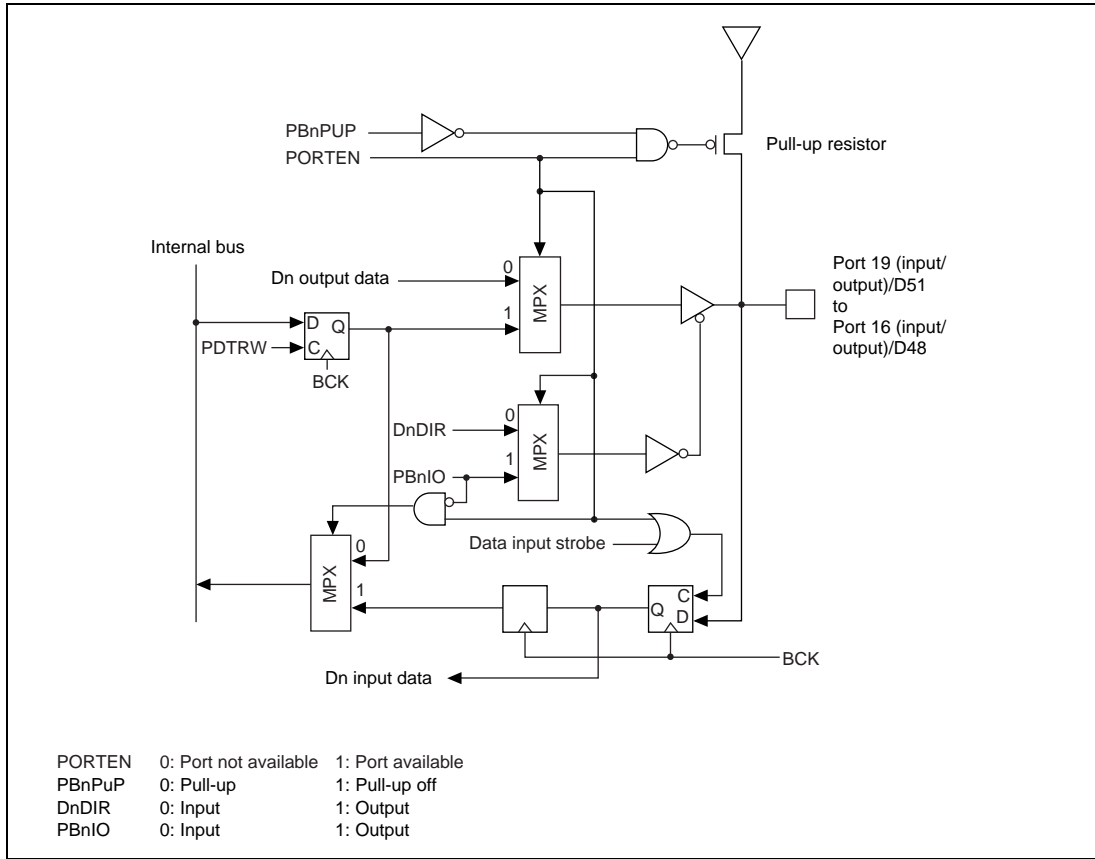 PBnPUP
PORTEN
Pull-up resistor
Internal bus
Dn output data
0
1
MPX
Port 19 (input/
output)/D51
to
Port 16 (input/
output)/D48
D Q
C
PDTRW
BCK
DnDIR
0
1
MPX
PBnIO
Data input strobe
0
1
MPX
Q C
D
BCK
Dn input data
PORTEN 0: Port not available 1: Port available
PBnPuP 0: Pull-up 1: Pull-up off
DnDIR 0: Input 1: Output
PBnIO 0: Input 1: Output